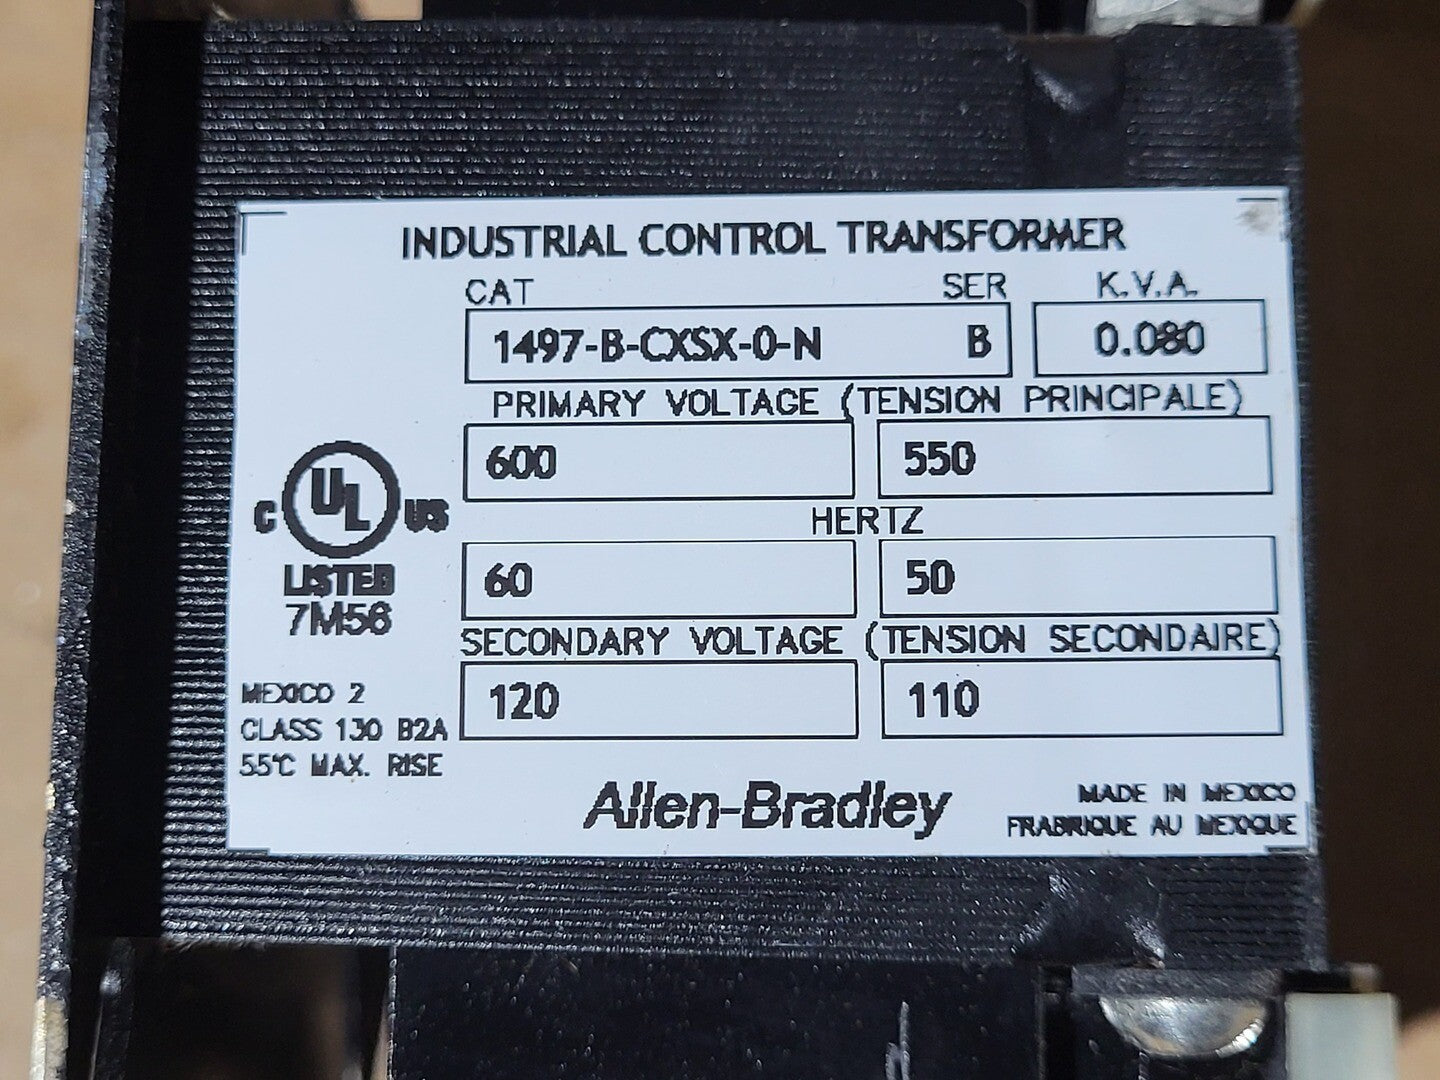 INDUSTRIAL CONTROL TRANSFORMER
CAT SER K.V.A.
1497-B-CXSX-0-N B 0.080
PRIMARY VOLTAGE (TENSION PRINCIPALE)
600 550
HERTZ
60 50
SECONDARY VOLTAGE (TENSION SECONDAIRE)
120 110
C UL US
LISTED
7M56
MEXICO 2
CLASS 130 B2A
55°C MAX. RISE
Allen-Bradley
MADE IN MEXICO
FRABRIQUE AU MEXIQUE